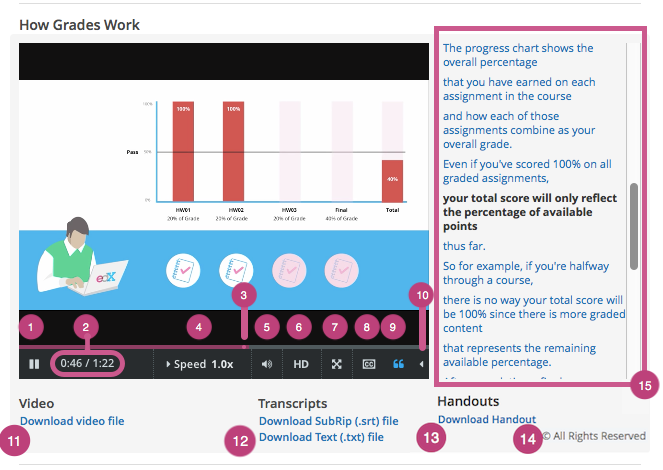 How Grades Work
100%
50%
0%
Pass
100%
100%
40%
HW01
HW02
HW03
Final
Total
20% of Grade
20% of Grade
20% of Grade
40% of Grade
edX
The progress chart shows the
overall percentage
that you have earned on each
assignment in the course
and how each of those
assignments combine as your
overall grade.
Even if you've scored 100% on all
graded assignments,
your total score will only reflect
the percentage of available
points
thus far.
So for example, if you're halfway
through a course,
there is no way your total score will
be 100% since there is more graded
content
that represents the remaining
available percentage.
1
2
3
4
5
6
7
8
9
10
0:46 / 1:22
Speed 1.0x
HD
CC
15
Video
Download video file
11
Transcripts
Download SubRip (.srt) file
Download Text (.txt) file
12
Handouts
Download Handout
13
14
© All Rights Reserved